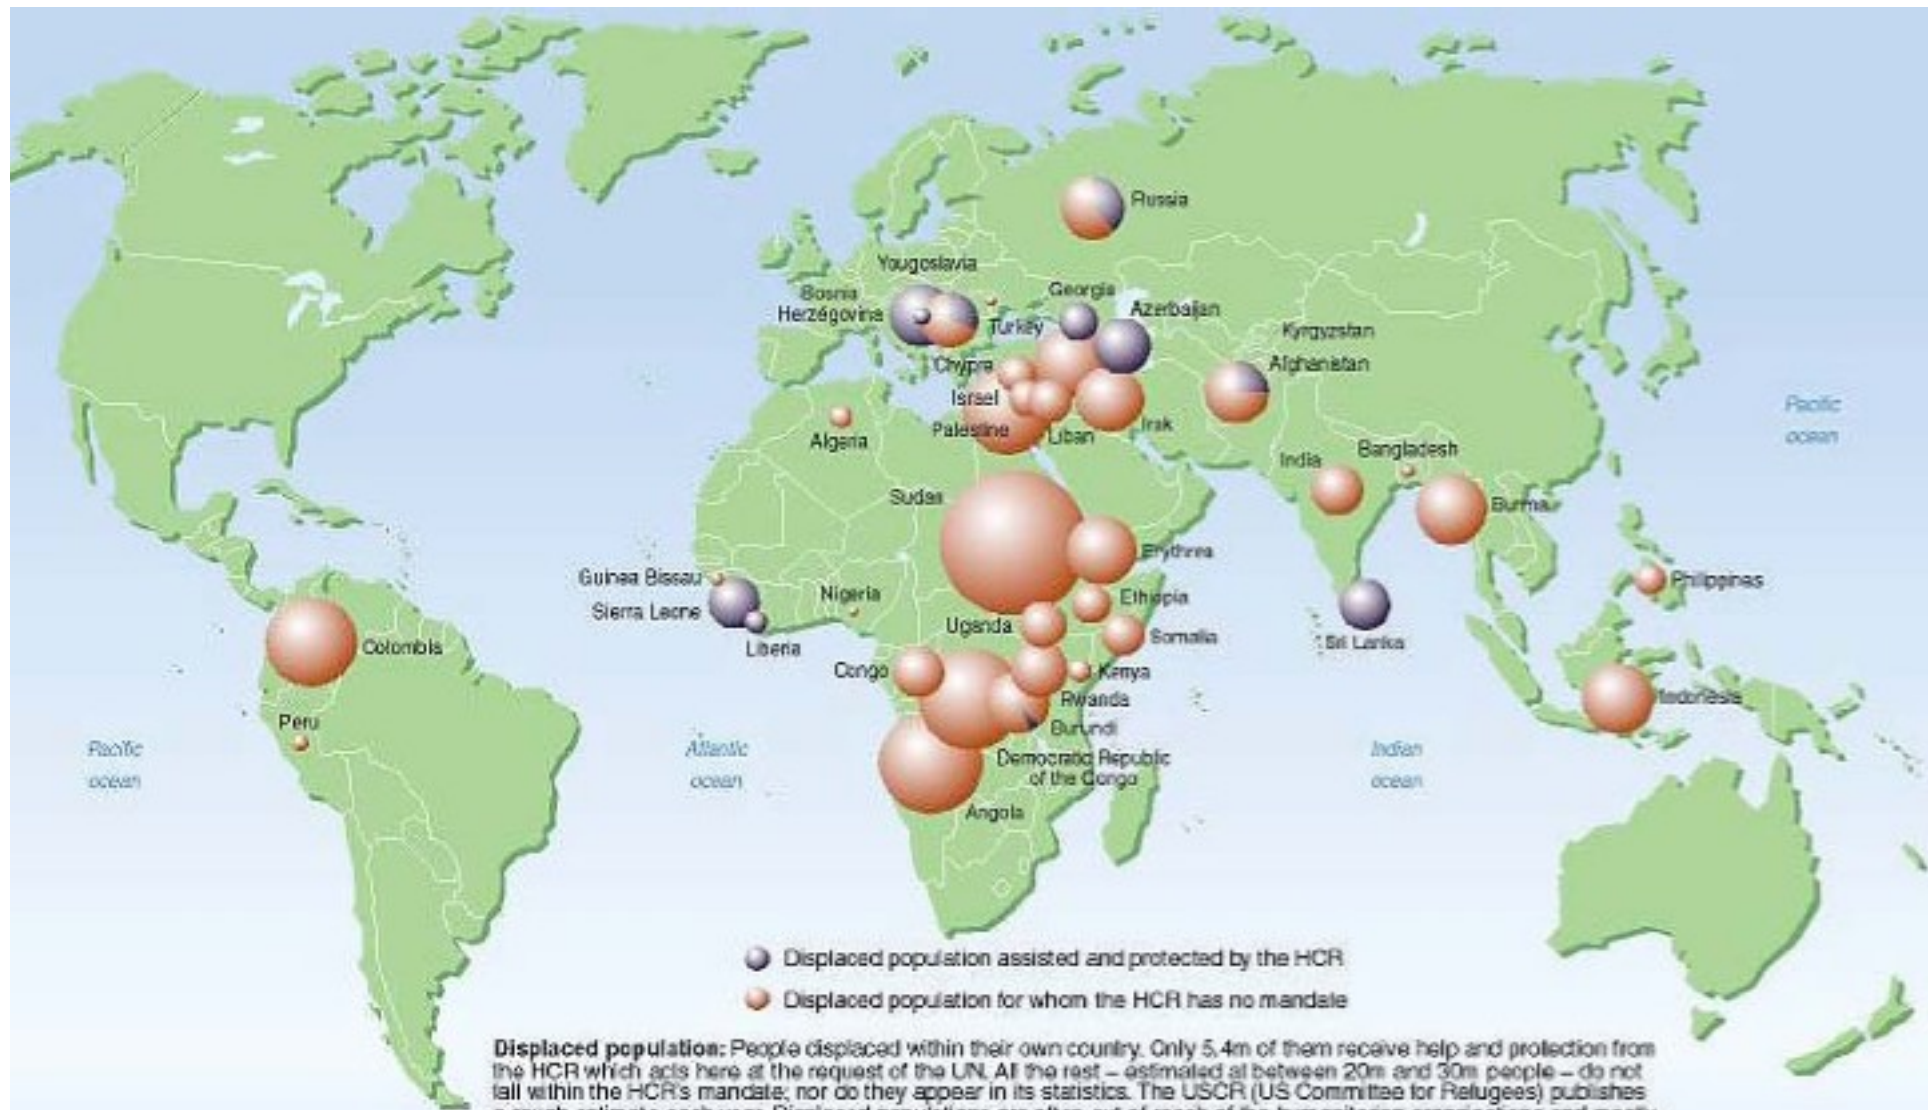 Russia
Yougoslavia
Bosnia
Herzégovina
Georgia
Azerbaijan
Turkey
Kyrgyzstan
Chypre
Afghanistan
Israel
Palestine
Liban
Irak
Algeria
Pacific
ocean
India
Bangladesh
Sudan
Burma
Erythrea
Guinea Bissau
Nigeria
Ethiopia
Philippines
Sierra Leone
Uganda
Somalia
Liberia
Sri Lanka
Colombia
Congo
Kenya
Rwanda
Indonesia
Peru
Burundi
Pacific
ocean
Atlantic
ocean
Indian
ocean
Democratic Republic
of the Congo
Angola
Displaced population assisted and protected by the HCR
Displaced population for whom the HCR has no mandate
Displaced population: People displaced within their own country. Only 5,4m of them receive help and protection from
the HCR which acts here at the request of the UN. All the rest – estimated at between 20m and 30m people – do not
fall within the HCR's mandate; nor do they appear in its statistics. The USCR (US Committee for Refugees) publishes